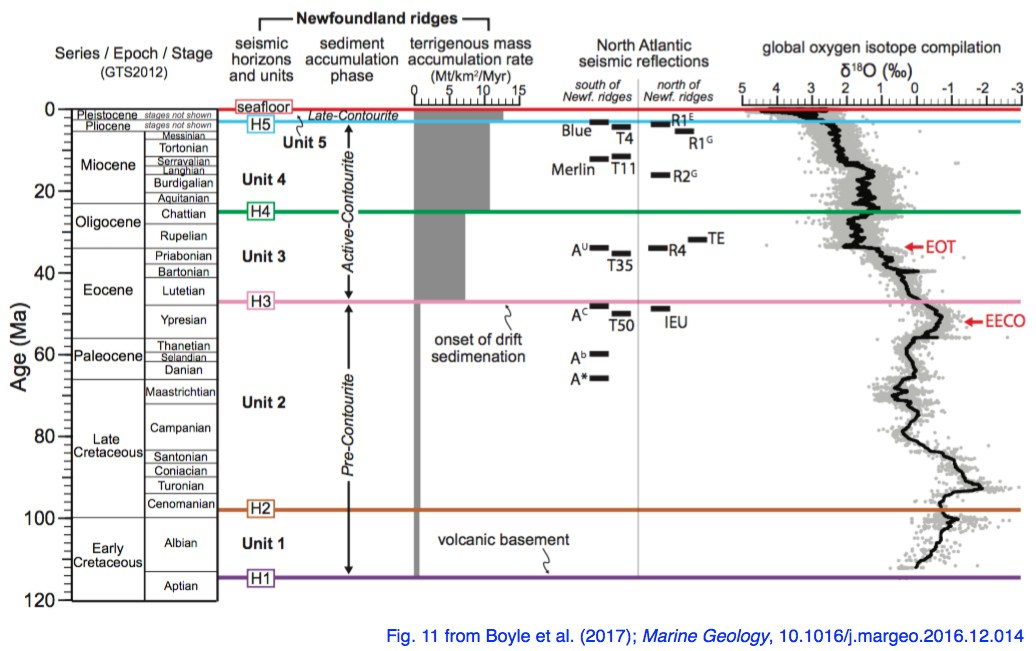 Newfoundland ridges
Series / Epoch / Stage
(GTS2012)
seismic
horizons
and units
sediment
accumulation
phase
terrigenous mass
accumulation rate
(Mt/km²/Myr)
0 5 10 15
North Atlantic
seismic reflections
south of
Newf. ridges
north of
Newf. ridges
global oxygen isotope compilation
δ¹⁸O (‰)
5 4 3 2 1 0 -1 -2 -3
Age (Ma)
0
20
40
60
80
100
120
Pleistocene
stages not shown
Pliocene
stages not shown
Miocene
Messinian
Tortonian
Serravalian
Langhian
Burdigalian
Aquitanian
Oligocene
Chattian
Rupelian
Eocene
Priabonian
Bartonian
Lutetian
Ypresian
Paleocene
Thanetian
Selandian
Danian
Late
Cretaceous
Maastrichtian
Campanian
Santonian
Coniacian
Turonian
Cenomanian
Early
Cretaceous
Albian
Aptian
seafloor
H5
Unit 5
Unit 4
H4
Unit 3
H3
Unit 2
H2
Unit 1
H1
Late-Contourite
Active-Contourite
Pre-Contourite
onset of drift
sedimenation
volcanic basement
Blue
T4
Merlin
T11
Aᵁ
T35
Aᶜ
T50
Aᵇ
A*
R1ᴱ
R1ᴳ
R2ᴳ
TE
R4
IEU
EOT
EECO
Fig. 11 from Boyle et al. (2017); Marine Geology, 10.1016/j.margeo.2016.12.014